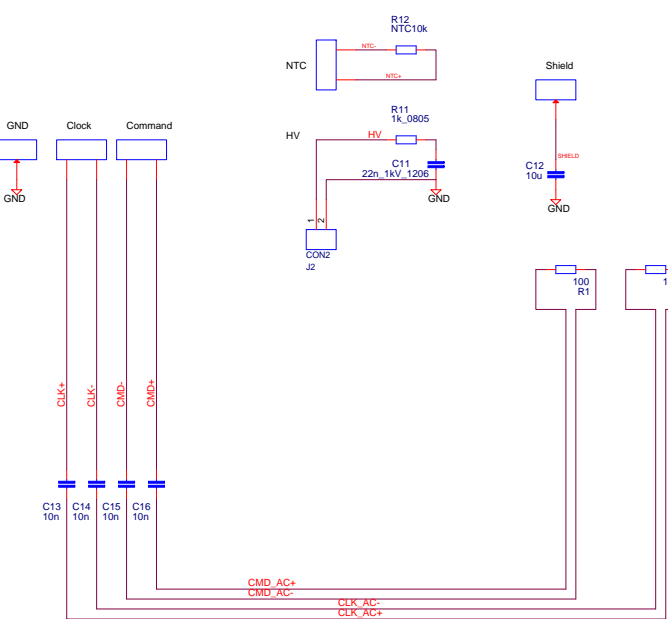 R12
NTC10k
NTC-
NTC
NTC+
Shield
R11
1k_0805
GND
Clock
Command
HV
HV
SHIELD
C11
22n_1kV_1206
C12
10u
GND
GND
GND
1
2
CON2
J2
100
R1
1
CLK+
CLK-
CMD-
CMD+
C13
10n
C14
10n
C15
10n
C16
10n
CMD_AC+
CMD_AC-
CLK_AC-
CLK_AC+